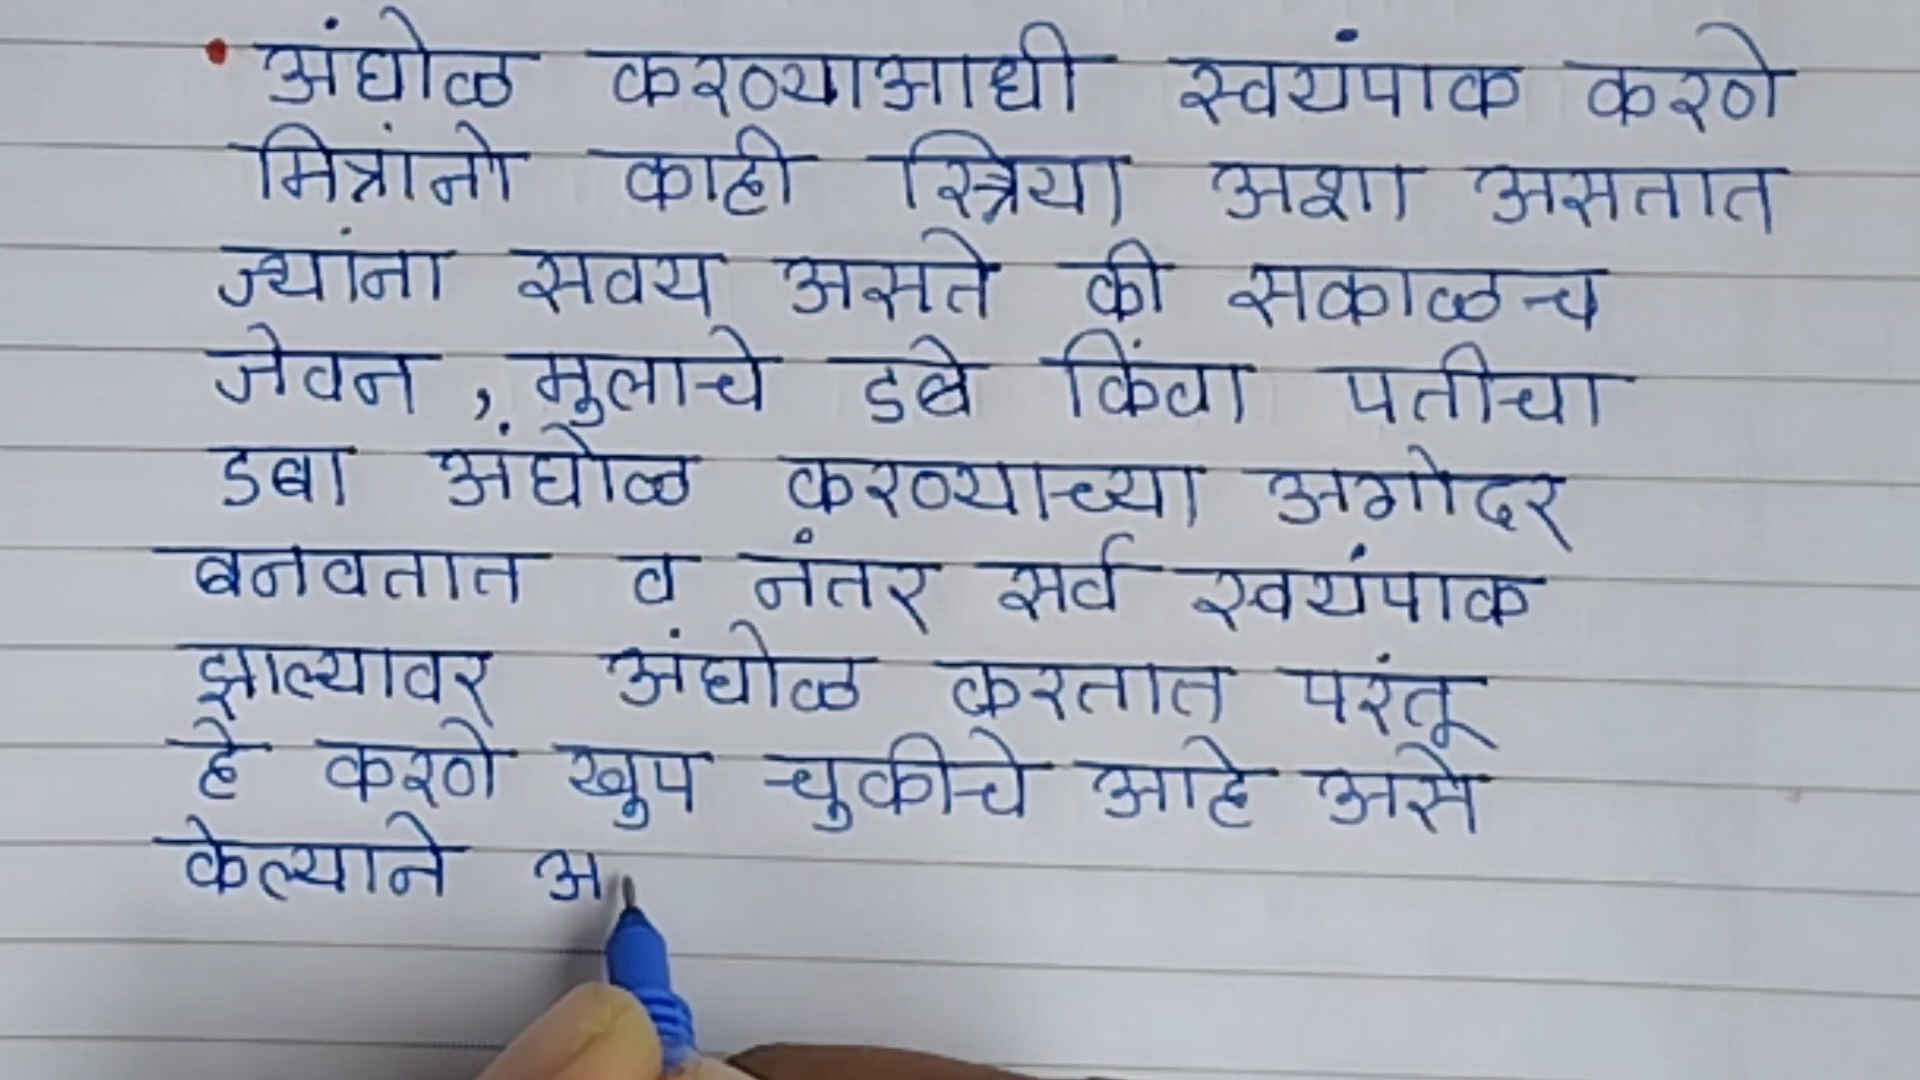 • अंघोळ करण्याआधी स्वयंपाक करणे
मित्रांनो काही स्त्रिया अशा असतात
ज्यांना सवय असते की सकाळच
जेवन , मुलाचे डबे किंवा पतीचा
डबा अंघोळ करण्याच्या अगोदर
बनवतात व नंतर सर्व स्वयंपाक
झाल्यावर अंघोळ करतात परंतू
हे करणे खुप चुकीचे आहे असे
केल्याने अ